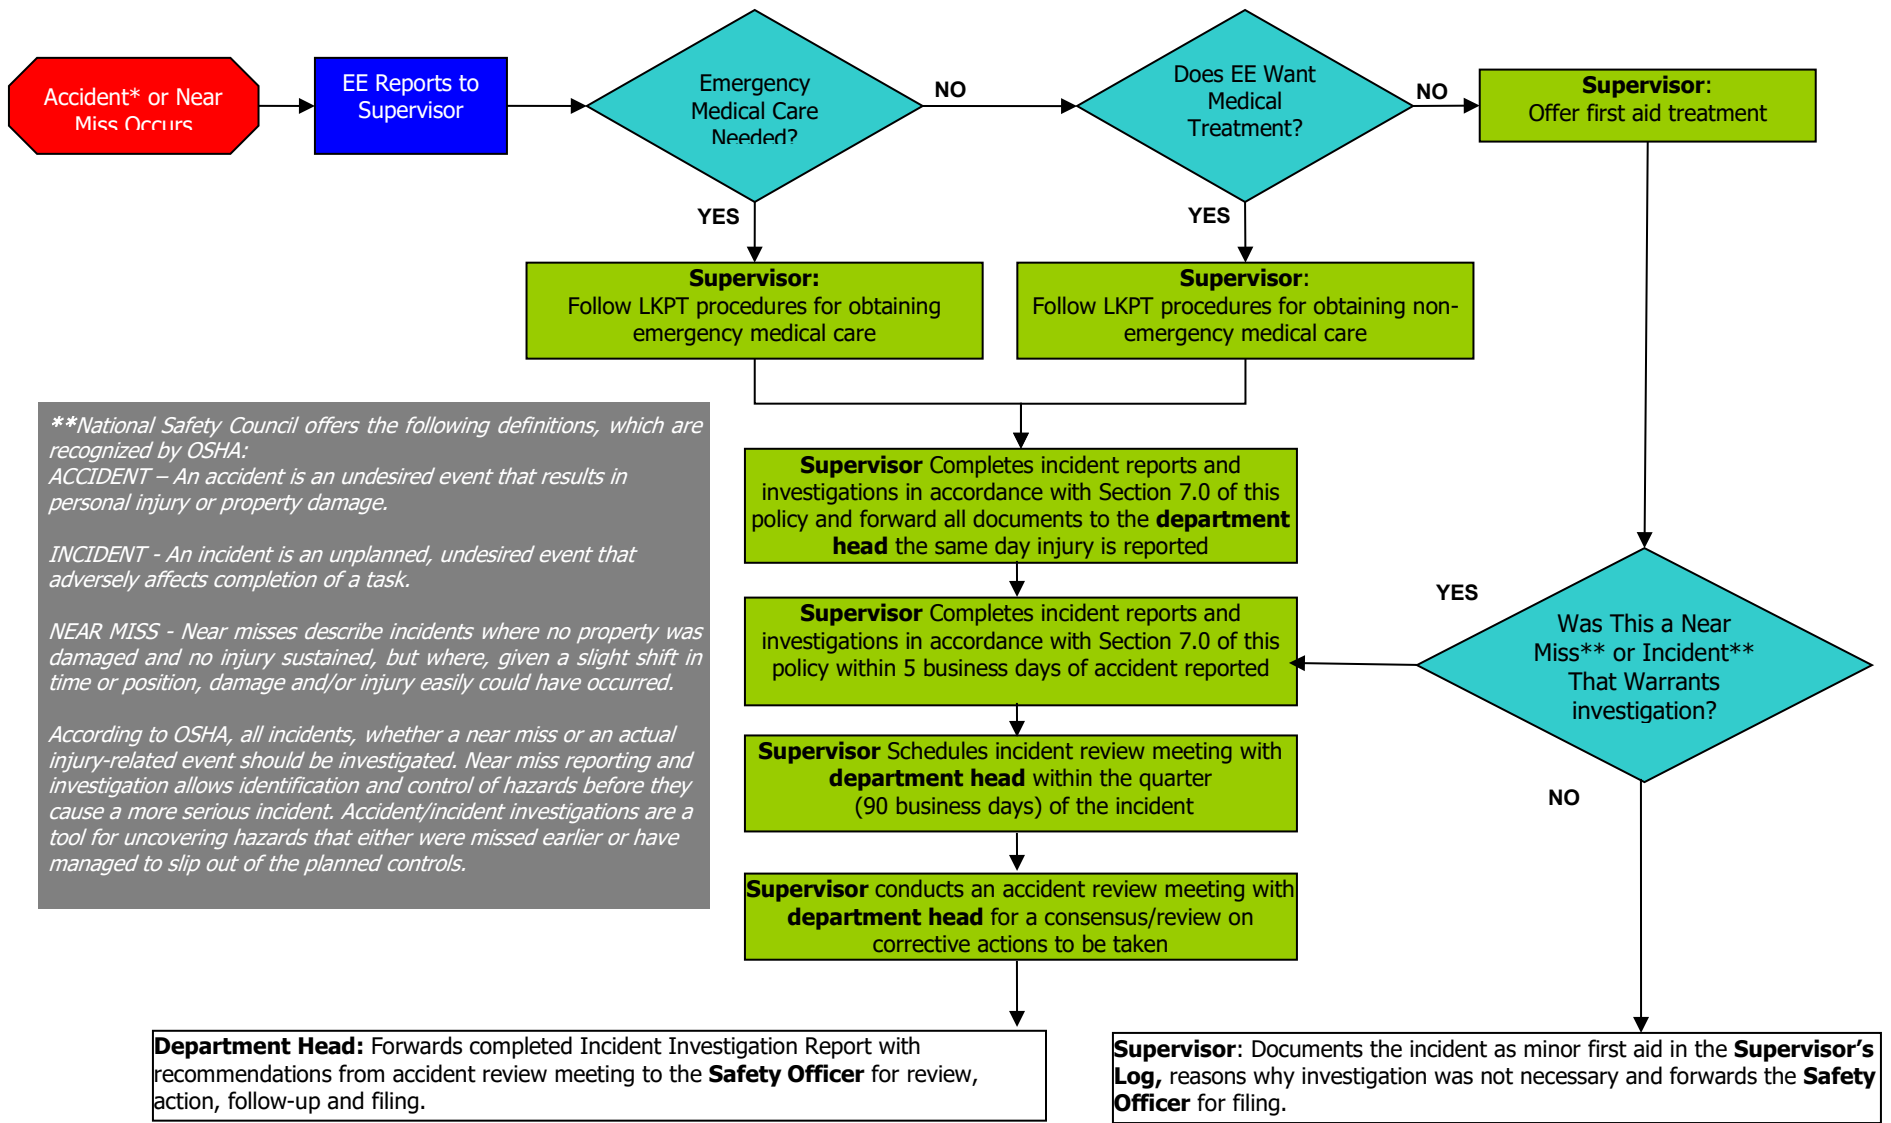 Accident* or Near
Miss Occurs
EE Reports to
Supervisor
Emergency
Medical Care
Needed?
NO
YES
Does EE Want
Medical
Treatment?
NO
YES
Supervisor:
Offer first aid treatment
Supervisor:
Follow LKPT procedures for obtaining
emergency medical care
Supervisor:
Follow LKPT procedures for obtaining non-
emergency medical care
**National Safety Council offers the following definitions, which are
recognized by OSHA:
ACCIDENT – An accident is an undesired event that results in
personal injury or property damage.
INCIDENT - An incident is an unplanned, undesired event that
adversely affects completion of a task.
NEAR MISS - Near misses describe incidents where no property was
damaged and no injury sustained, but where, given a slight shift in
time or position, damage and/or injury easily could have occurred.
According to OSHA, all incidents, whether a near miss or an actual
injury-related event should be investigated. Near miss reporting and
investigation allows identification and control of hazards before they
cause a more serious incident. Accident/incident investigations are a
tool for uncovering hazards that either were missed earlier or have
managed to slip out of the planned controls.
Supervisor Completes incident reports and
investigations in accordance with Section 7.0 of this
policy and forward all documents to the department
head the same day injury is reported
Supervisor Completes incident reports and
investigations in accordance with Section 7.0 of this
policy within 5 business days of accident reported
YES
Was This a Near
Miss** or Incident**
That Warrants
investigation?
NO
Supervisor Schedules incident review meeting with
department head within the quarter
(90 business days) of the incident
Supervisor conducts an accident review meeting with
department head for a consensus/review on
corrective actions to be taken
Department Head: Forwards completed Incident Investigation Report with
recommendations from accident review meeting to the Safety Officer for review,
action, follow-up and filing.
Supervisor: Documents the incident as minor first aid in the Supervisor's
Log, reasons why investigation was not necessary and forwards the Safety
Officer for filing.